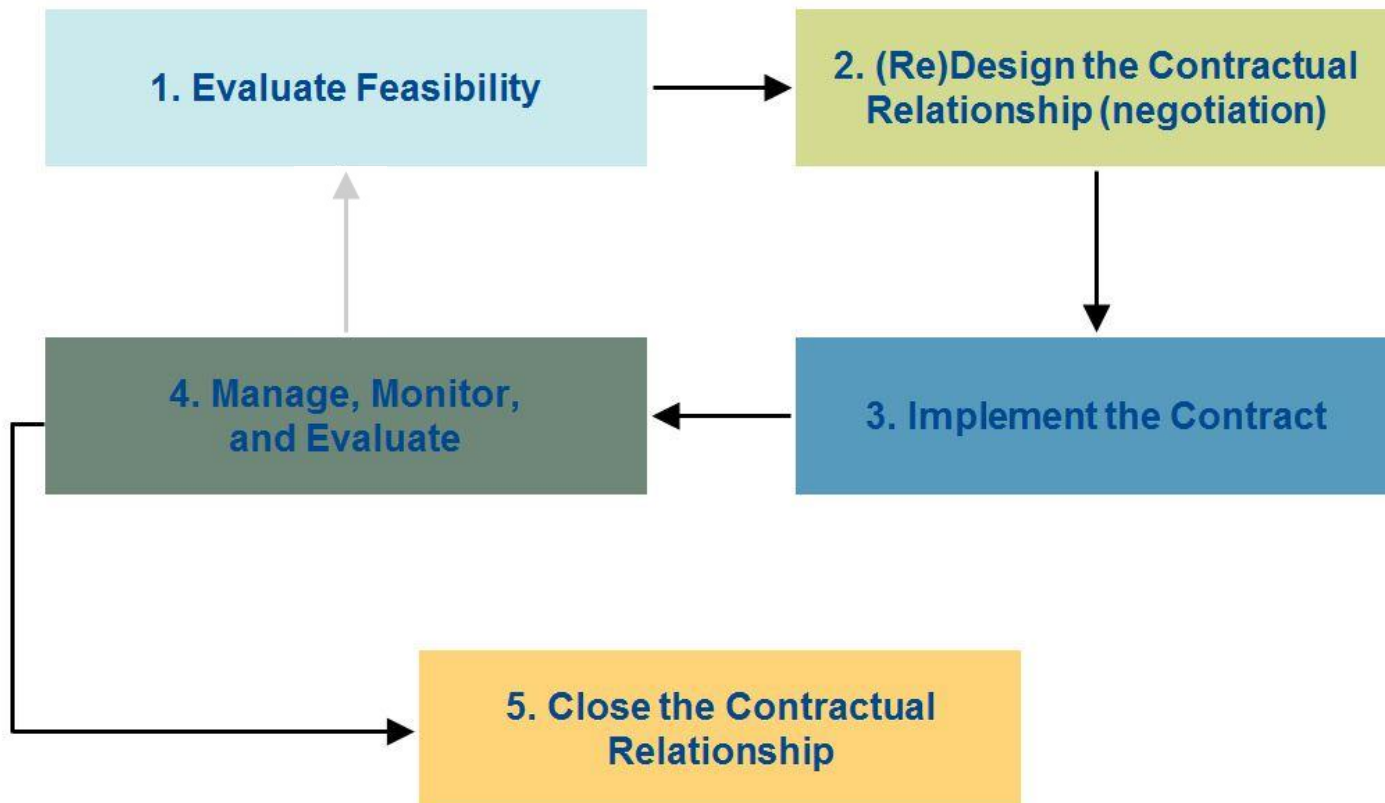 1. Evaluate Feasibility
2. (Re)Design the Contractual
Relationship (negotiation)
4. Manage, Monitor,
and Evaluate
3. Implement the Contract
5. Close the Contractual
Relationship